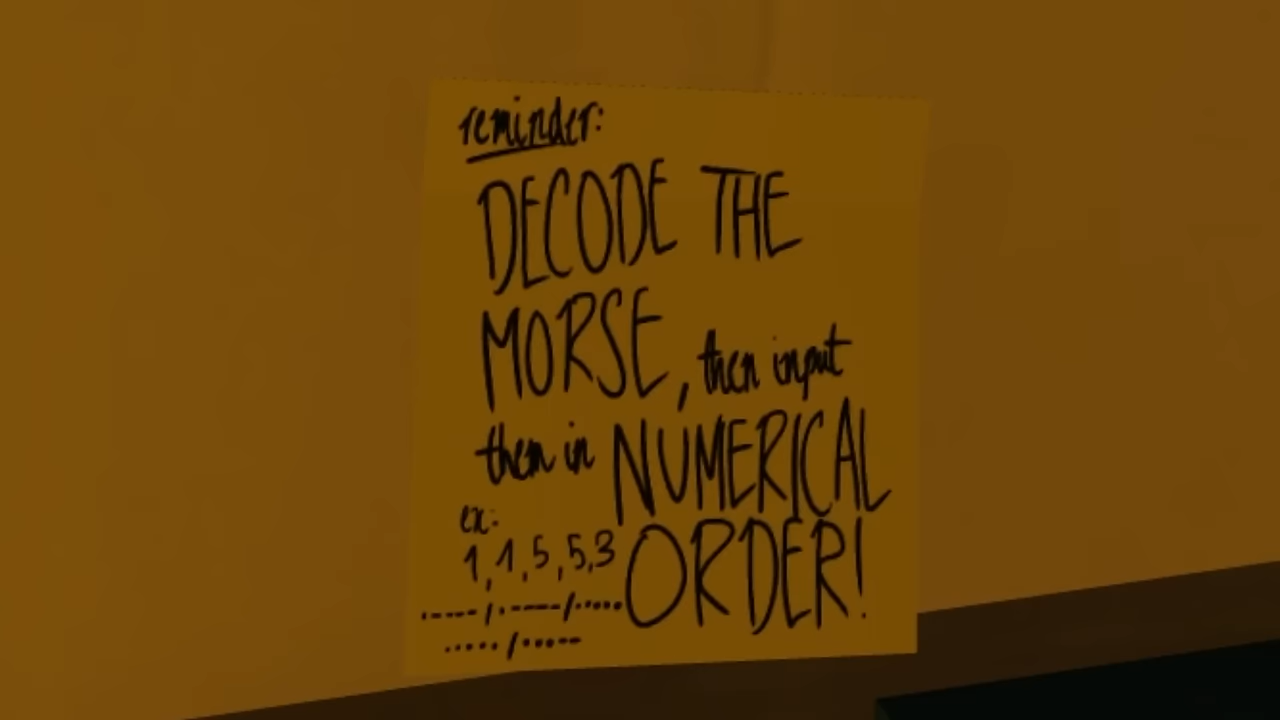 reminder:
DECODE THE
MORSE, then input
them in NUMERICAL
ORDER!
ex:
1,1,5,5,3
.----/.----/.....
...../...--